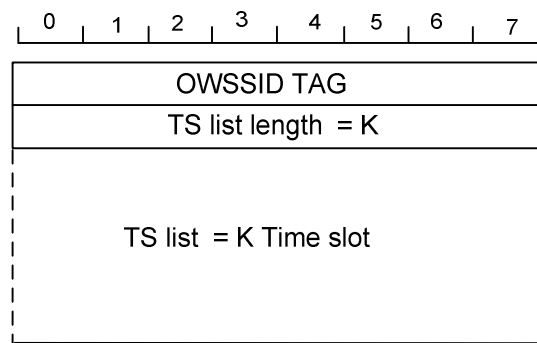 0 1 2 3 4 5 6 7
OWSSID TAG
TS list length = K
TS list = K Time slot